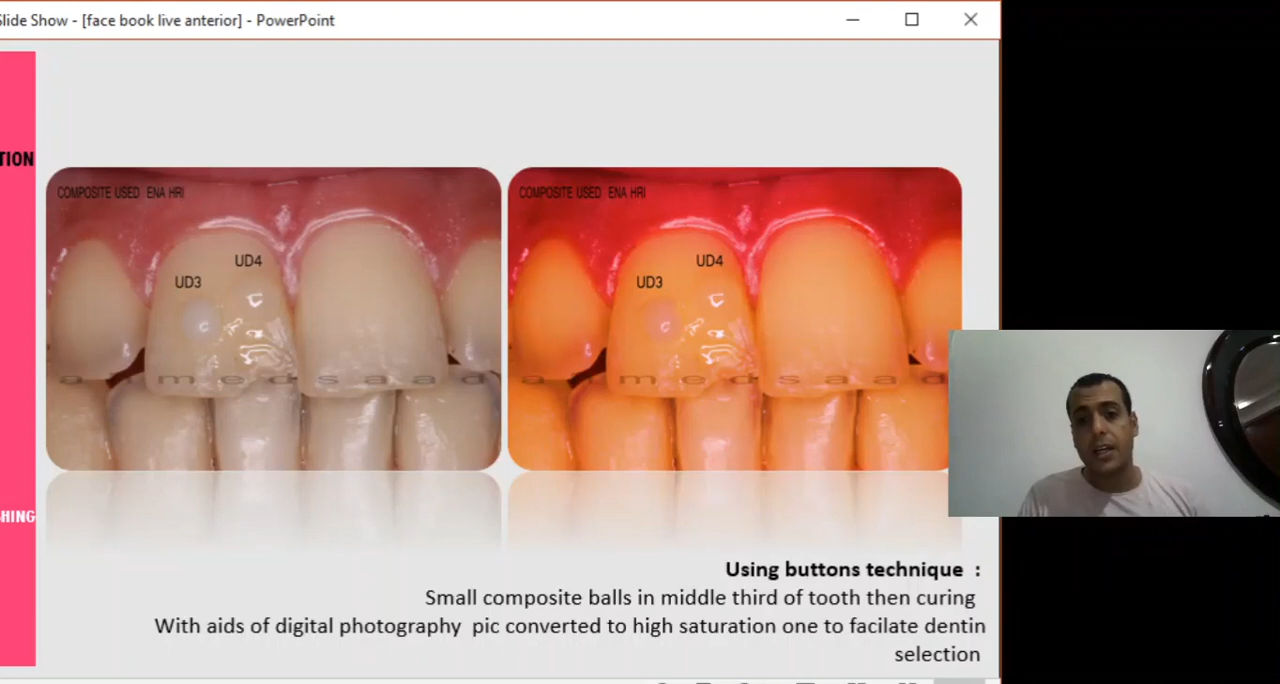 Slide Show - [face book live anterior] - PowerPoint
TION
COMPOSITE USED ENA HRI
UD4
UD3
COMPOSITE USED ENA HRI
UD4
UD3
HING
Using buttons technique :
Small composite balls in middle third of tooth then curing
With aids of digital photography pic converted to high saturation one to facilate dentin
selection